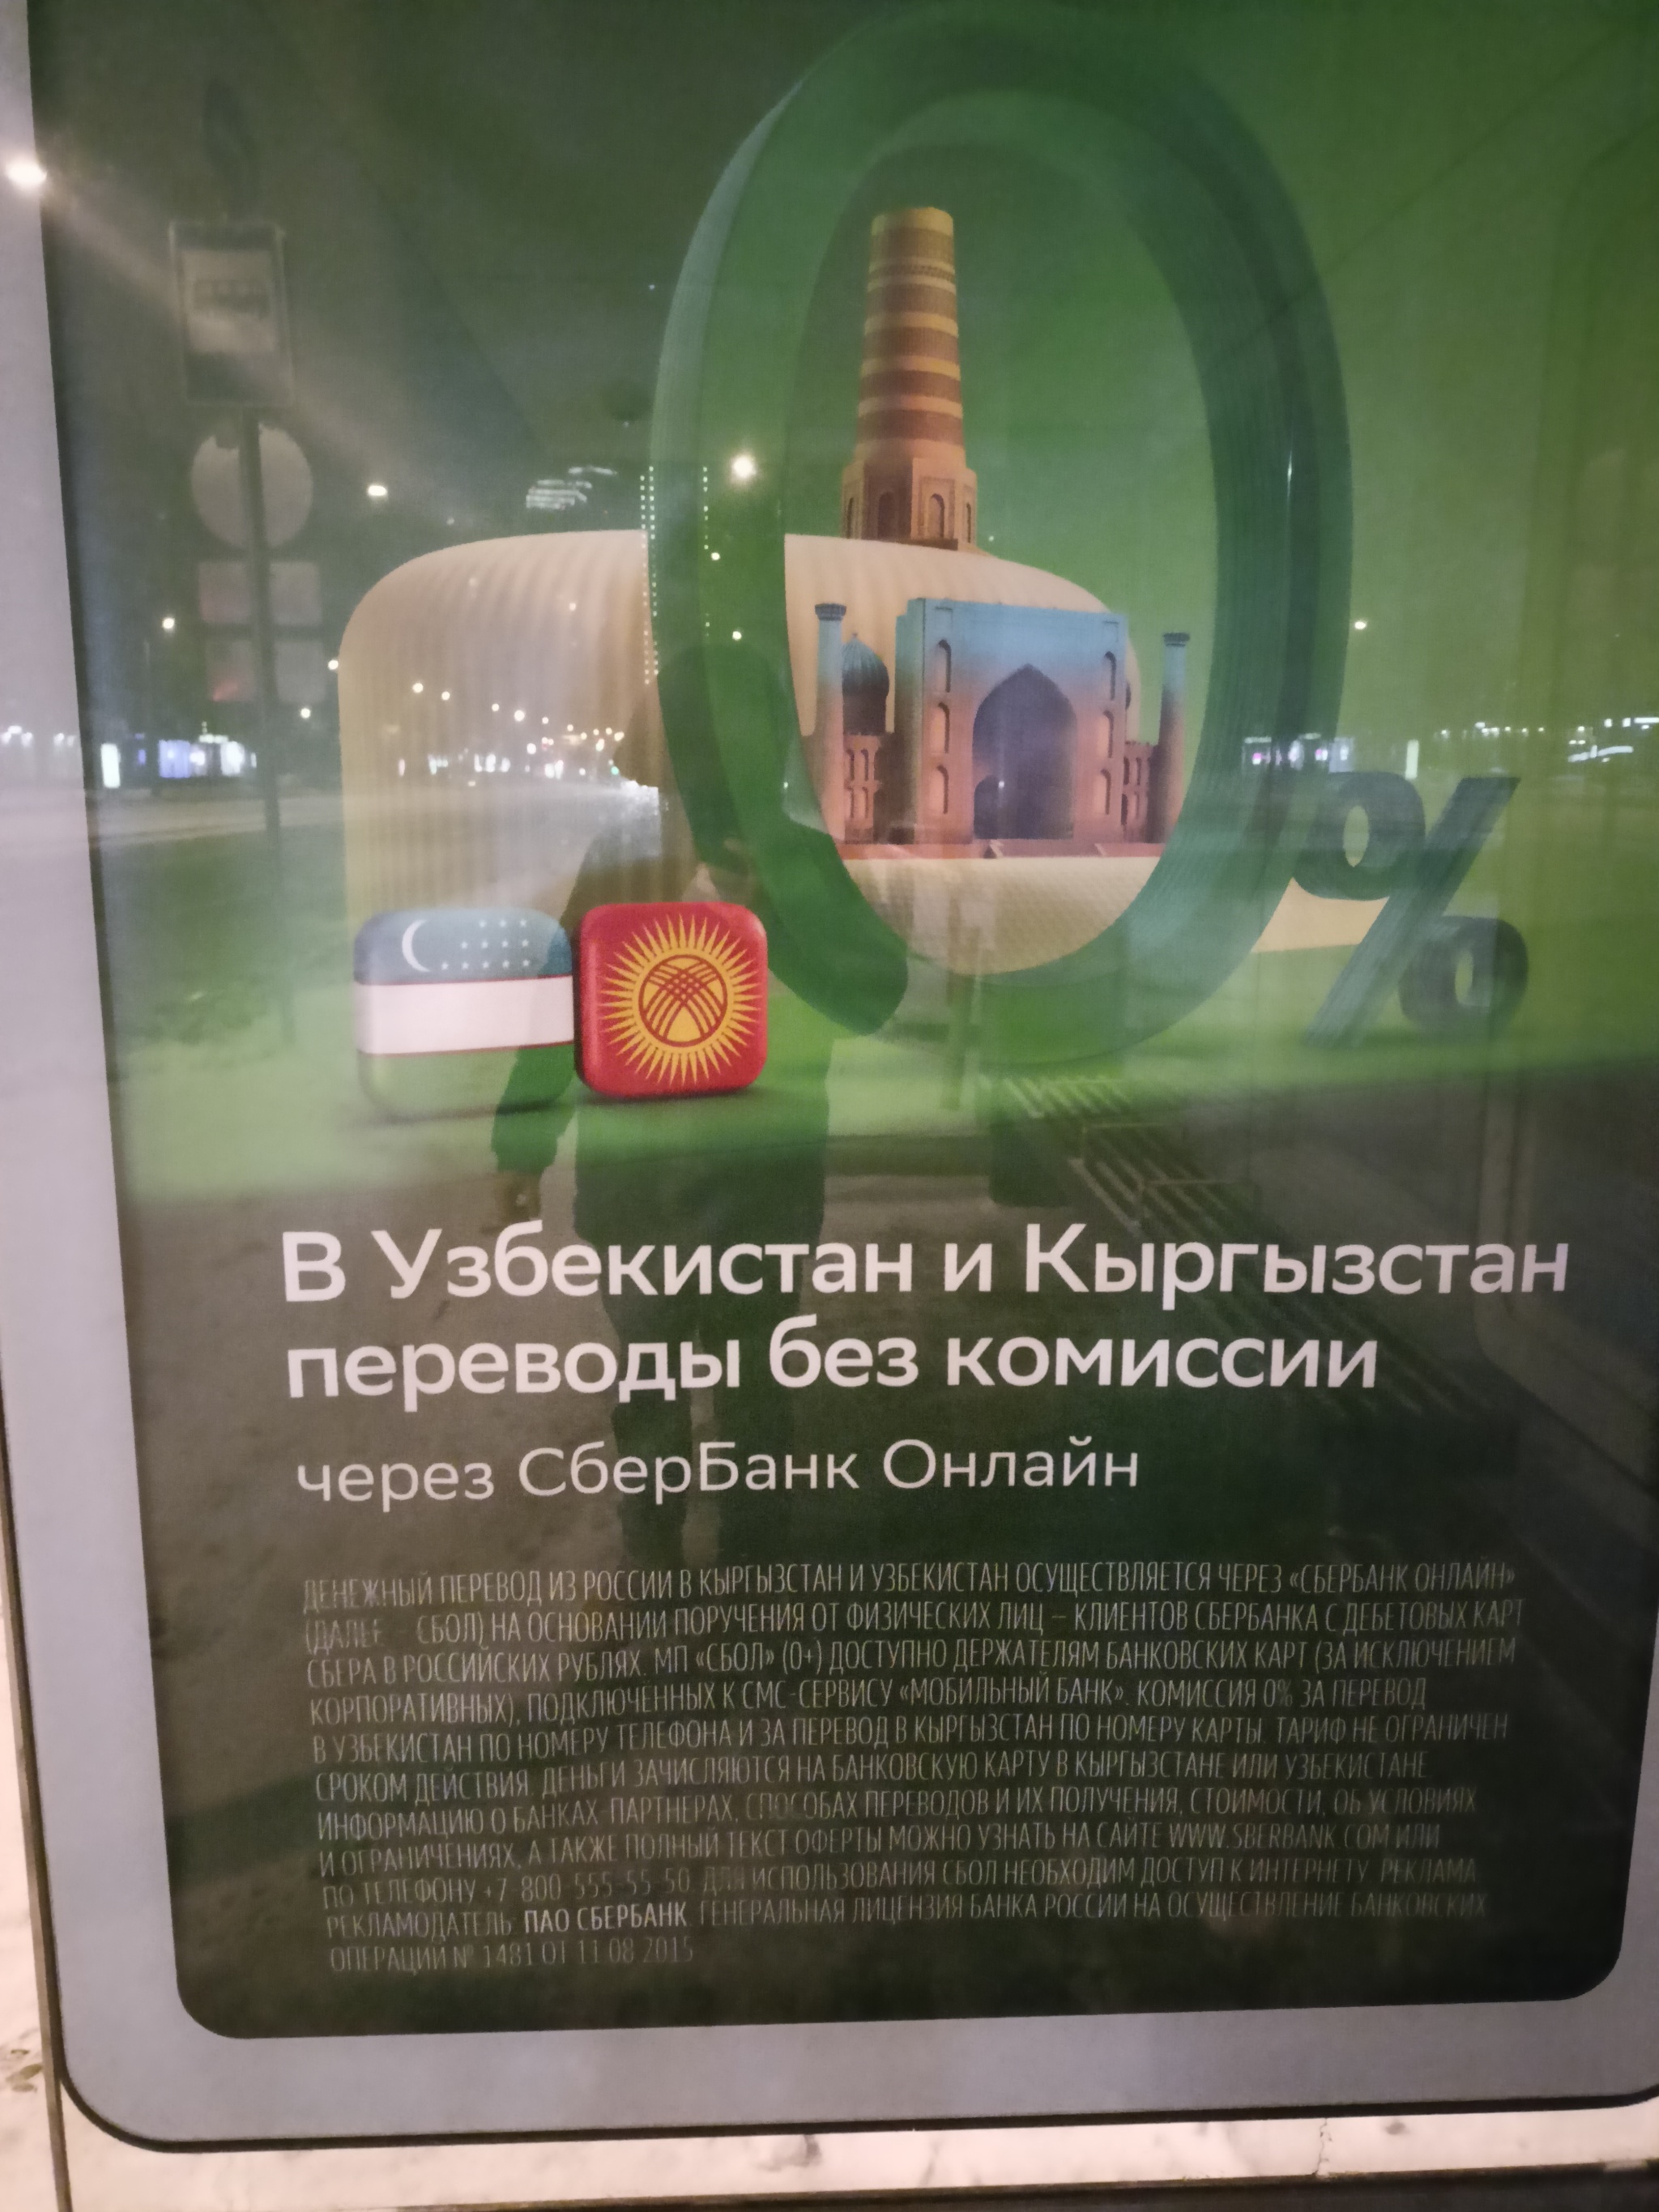 0%
В Узбекистан и Кыргызстан
переводы без комиссии
через СберБанк Онлайн
ДЕНЕЖНЫЙ ПЕРЕВОД ИЗ РОССИИ В КЫРГЫЗСТАН И УЗБЕКИСТАН ОСУЩЕСТВЛЯЕТСЯ ЧЕРЕЗ «СБЕРБАНК ОНЛАЙН»
(ДАЛЕЕ – СБОЛ) НА ОСНОВАНИИ ПОРУЧЕНИЯ ОТ ФИЗИЧЕСКИХ ЛИЦ – КЛИЕНТОВ СБЕРБАНКА С ДЕБЕТОВЫХ КАРТ
СБЕРА В РОССИЙСКИХ РУБЛЯХ. МП «СБОЛ» (0+) ДОСТУПНО ДЕРЖАТЕЛЯМ БАНКОВСКИХ КАРТ (ЗА ИСКЛЮЧЕНИЕМ
КОРПОРАТИВНЫХ), ПОДКЛЮЧЕННЫХ К СМС-СЕРВИСУ «МОБИЛЬНЫЙ БАНК». КОМИССИЯ 0% ЗА ПЕРЕВОД
В УЗБЕКИСТАН ПО НОМЕРУ ТЕЛЕФОНА И ЗА ПЕРЕВОД В КЫРГЫЗСТАН ПО НОМЕРУ КАРТЫ. ТАРИФ НЕ ОГРАНИЧЕН
СРОКОМ ДЕЙСТВИЯ. ДЕНЬГИ ЗАЧИСЛЯЮТСЯ НА БАНКОВСКУЮ КАРТУ В КЫРГЫЗСТАНЕ ИЛИ УЗБЕКИСТАНЕ.
ИНФОРМАЦИЮ О БАНКАХ-ПАРТНЕРАХ, СПОСОБАХ ПЕРЕВОДОВ И ИХ ПОЛУЧЕНИЯ, СТОИМОСТИ, ОБ УСЛОВИЯХ
И ОГРАНИЧЕНИЯХ, А ТАКЖЕ ПОЛНЫЙ ТЕКСТ ОФЕРТЫ МОЖНО УЗНАТЬ НА САЙТЕ WWW.SBERBANK.COM ИЛИ
ПО ТЕЛЕФОНУ +7-800-555-55-50. ДЛЯ ИСПОЛЬЗОВАНИЯ СБОЛ НЕОБХОДИМ ДОСТУП К ИНТЕРНЕТУ. РЕКЛАМА.
РЕКЛАМОДАТЕЛЬ: ПАО СБЕРБАНК. ГЕНЕРАЛЬНАЯ ЛИЦЕНЗИЯ БАНКА РОССИИ НА ОСУЩЕСТВЛЕНИЕ БАНКОВСКИХ
ОПЕРАЦИЙ № 1481 ОТ 11.08.2015